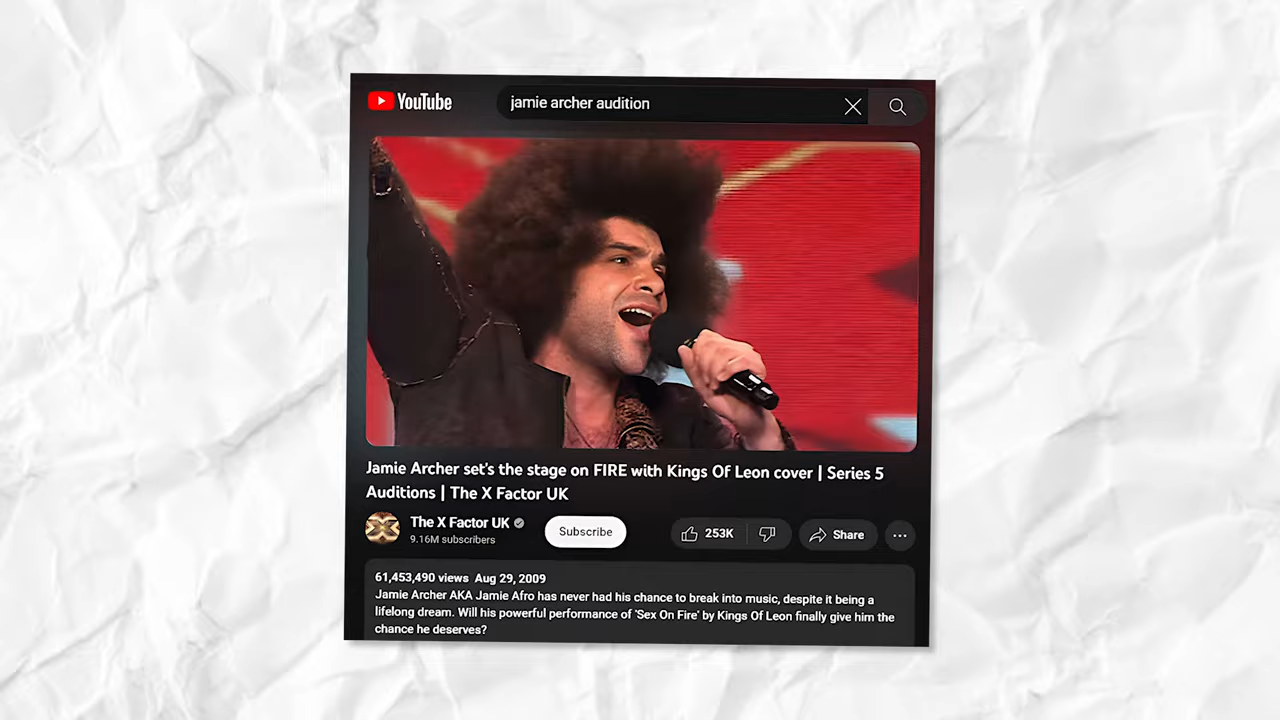 YouTube
jamie archer audition
Jamie Archer set's the stage on FIRE with Kings Of Leon cover | Series 5
Auditions | The X Factor UK
The X Factor UK
9.16M subscribers
Subscribe
253K
Share
61,453,490 views Aug 29, 2009
Jamie Archer AKA Jamie Afro has never had his chance to break into music, despite it being a
lifelong dream. Will his powerful performance of 'Sex On Fire' by Kings Of Leon finally give him the
chance he deserves?